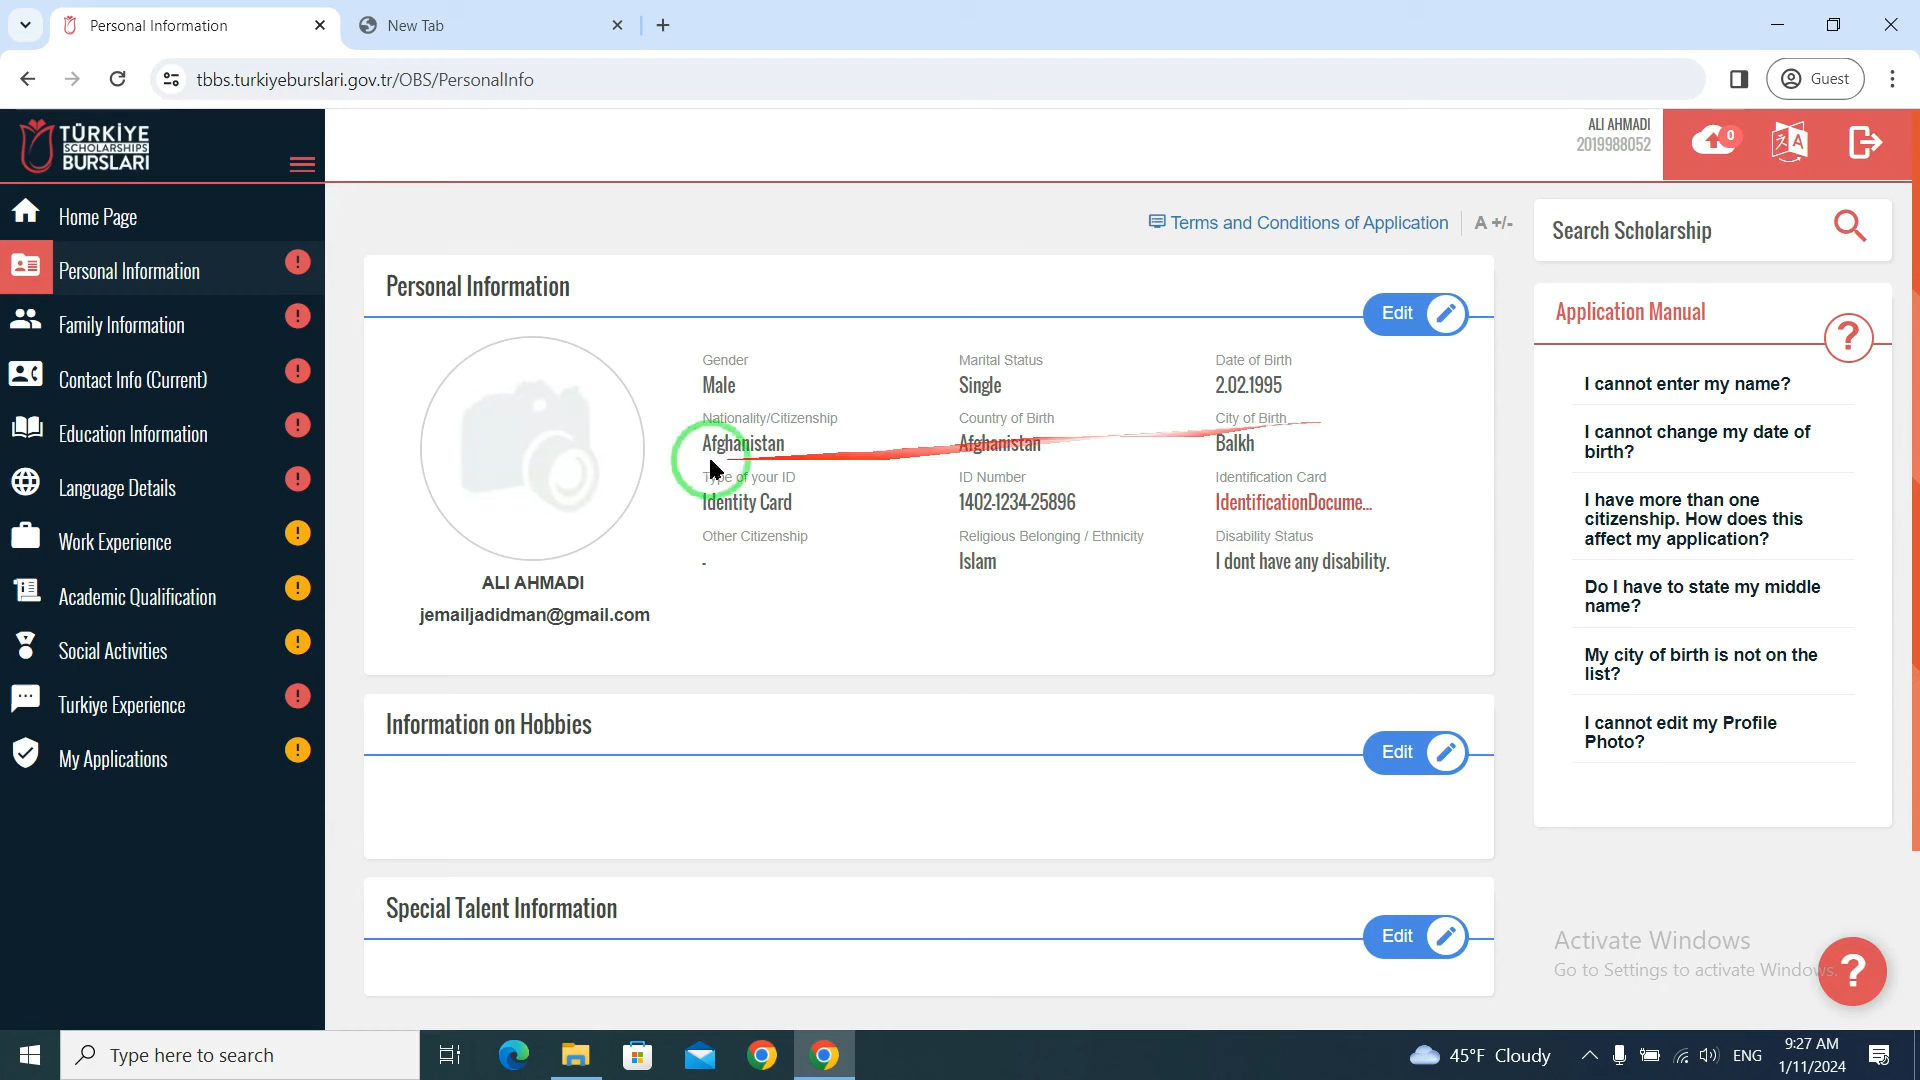 Personal Information
New Tab
tbbs.turkiyeburslari.gov.tr/OBS/PersonalInfo
Guest
TÜRKİYE
SCHOLARSHIPS
BURSLARI
ALI AHMADI
2019988052
0
A
Home Page
Personal Information
Family Information
Contact Info (Current)
Education Information
Language Details
Work Experience
Academic Qualification
Social Activities
Turkiye Experience
My Applications
Terms and Conditions of Application
A +/-
Personal Information
Edit
Gender
Male
Marital Status
Single
Date of Birth
2.02.1995
Nationality/Citizenship
Afghanistan
Country of Birth
Afghanistan
City of Birth
Balkh
Type of your ID
Identity Card
ID Number
1402-1234-25896
Identification Card
IdentificationDocume...
Other Citizenship
-
Religious Belonging / Ethnicity
Islam
Disability Status
I dont have any disability.
ALI AHMADI
jemailjadidman@gmail.com
Information on Hobbies
Edit
Special Talent Information
Edit
Search Scholarship
Application Manual
?
I cannot enter my name?
I cannot change my date of
birth?
I have more than one
citizenship. How does this
affect my application?
Do I have to state my middle
name?
My city of birth is not on the
list?
I cannot edit my Profile
Photo?
Activate Windows
Go to Settings to activate Windows.
?
Type here to search
45°F Cloudy
ENG
9:27 AM
1/11/2024